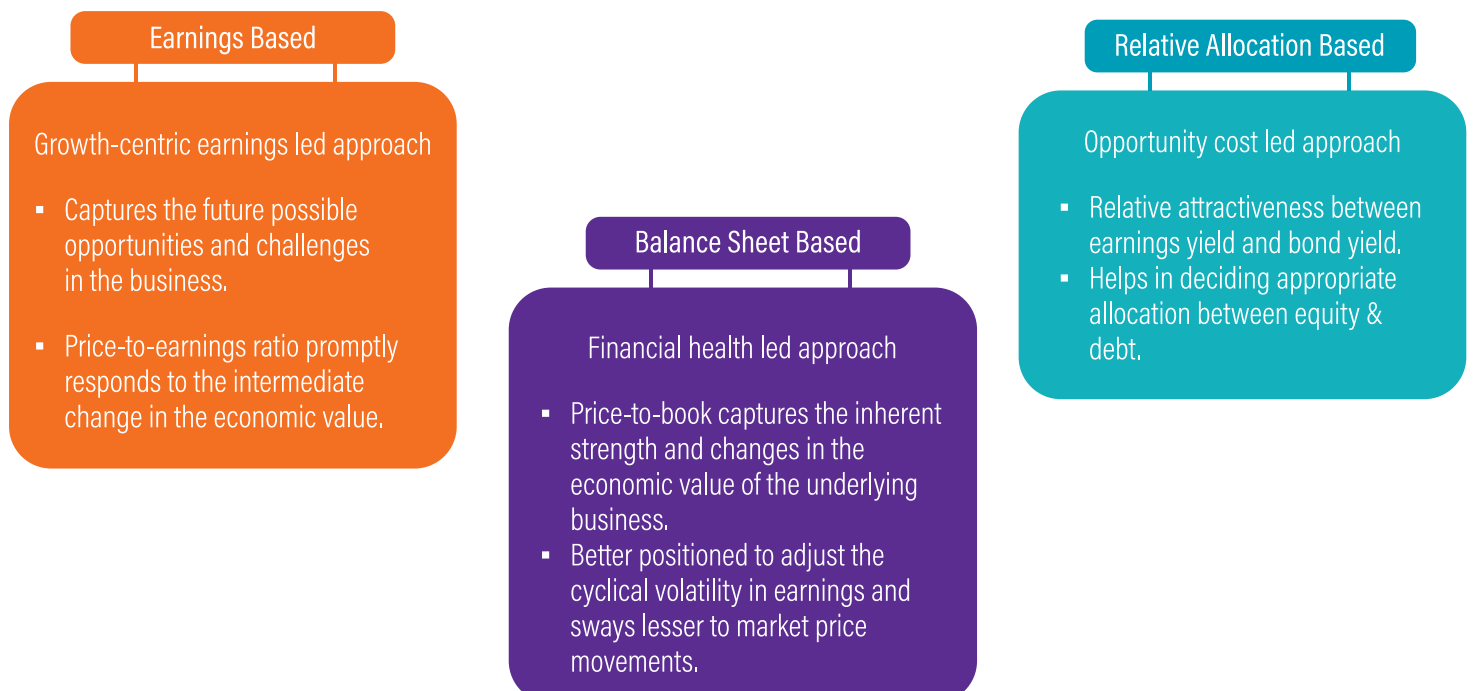 Earnings Based
Growth-centric earnings led approach
▪ Captures the future possible
opportunities and challenges
in the business.
▪ Price-to-earnings ratio promptly
responds to the intermediate
change in the economic value.
Balance Sheet Based
Financial health led approach
▪ Price-to-book captures the inherent
strength and changes in the
economic value of the underlying
business.
▪ Better positioned to adjust the
cyclical volatility in earnings and
sways lesser to market price
movements.
Relative Allocation Based
Opportunity cost led approach
▪ Relative attractiveness between
earnings yield and bond yield.
▪ Helps in deciding appropriate
allocation between equity &
debt.